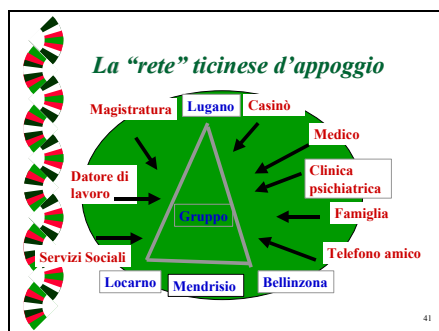 La “rete” ticinese d’appoggio
Magistratura
Lugano
Casinò
Medico
Datore di
lavoro
Clinica
psichiatrica
Gruppo
Famiglia
Servizi Sociali
Telefono amico
Locarno
Mendrisio
Bellinzona
41